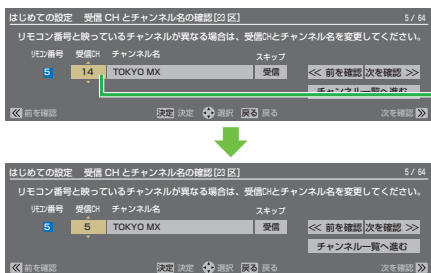 はじめての設定 受信 CH とチャンネル名の確認[23 区] 5 / 64
リモコン番号と映っているチャンネルが異なる場合は、受信CHとチャンネル名を変更してください。
リモコン番号 受信CH チャンネル名 スキップ
5 14 TOKYO MX 受信 << 前を確認 次を確認 >>
チャンネル一覧へ進む
前を確認 決定 決定 選択 戻る 戻る 次を確認
はじめての設定 受信 CH とチャンネル名の確認[23 区] 5 / 64
リモコン番号と映っているチャンネルが異なる場合は、受信CHとチャンネル名を変更してください。
リモコン番号 受信CH チャンネル名 スキップ
5 5 TOKYO MX 受信 << 前を確認 次を確認 >>
チャンネル一覧へ進む
前を確認 決定 決定 選択 戻る 戻る 次を確認